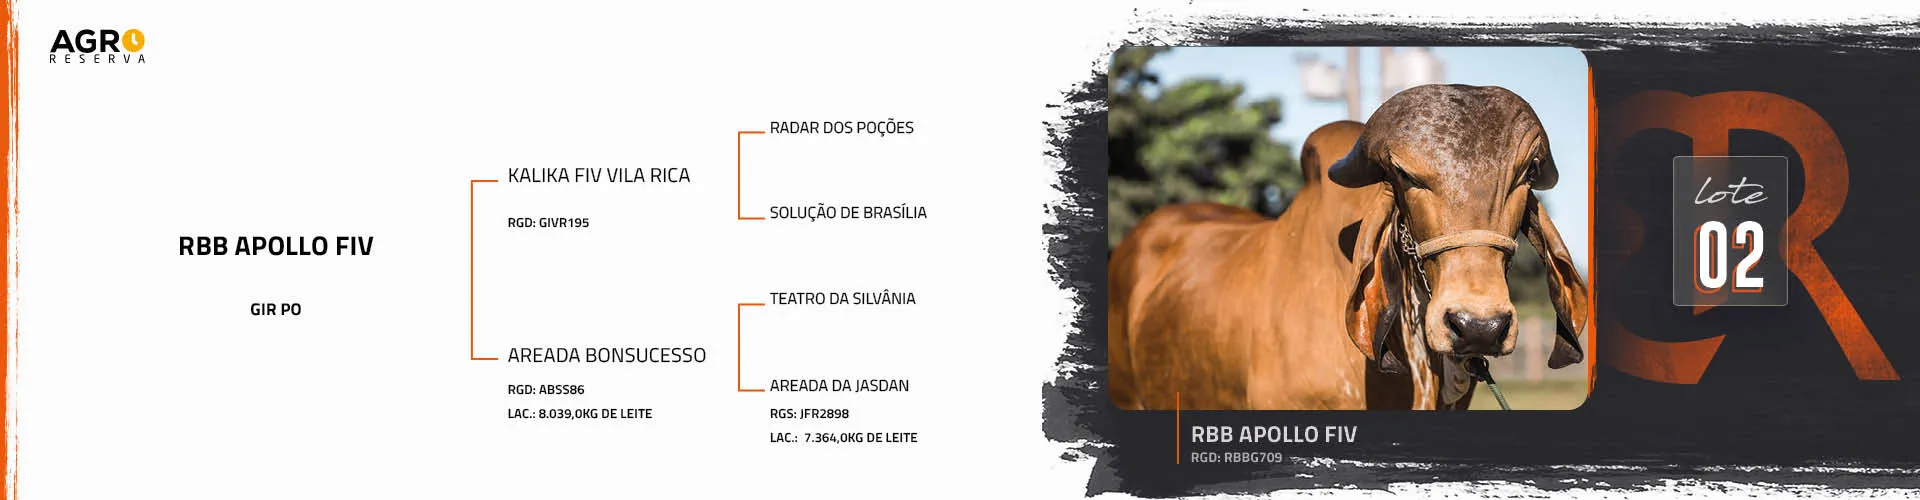 AGRO
RESERVA
RBB APOLLO FIV
GIR PO
KALIKA FIV VILA RICA
RGD: GIVR195
AREADA BONSUCESSO
RGD: ABSS86
LAC.: 8.039,0KG DE LEITE
RADAR DOS POÇÕES
SOLUÇÃO DE BRASÍLIA
TEATRO DA SILVÂNIA
AREADA DA JASDAN
RGS: JFR2898
LAC.: 7.364,0KG DE LEITE
RBB APOLLO FIV
RGD: RBBG709
lote
02